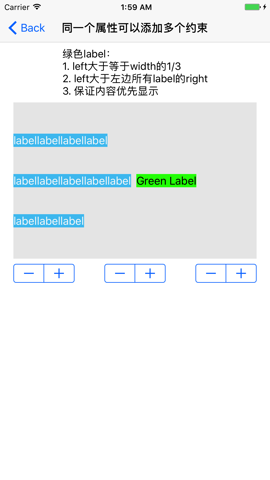 Carrier 1:59 AM
Back 同一个属性可以添加多个约束
绿色label：
1. left大于等于width的1/3
2. left大于左边所有label的right
3. 保证内容优先显示
labellabellabellabel
labellabellabellabellabel Green Label
labellabellabel